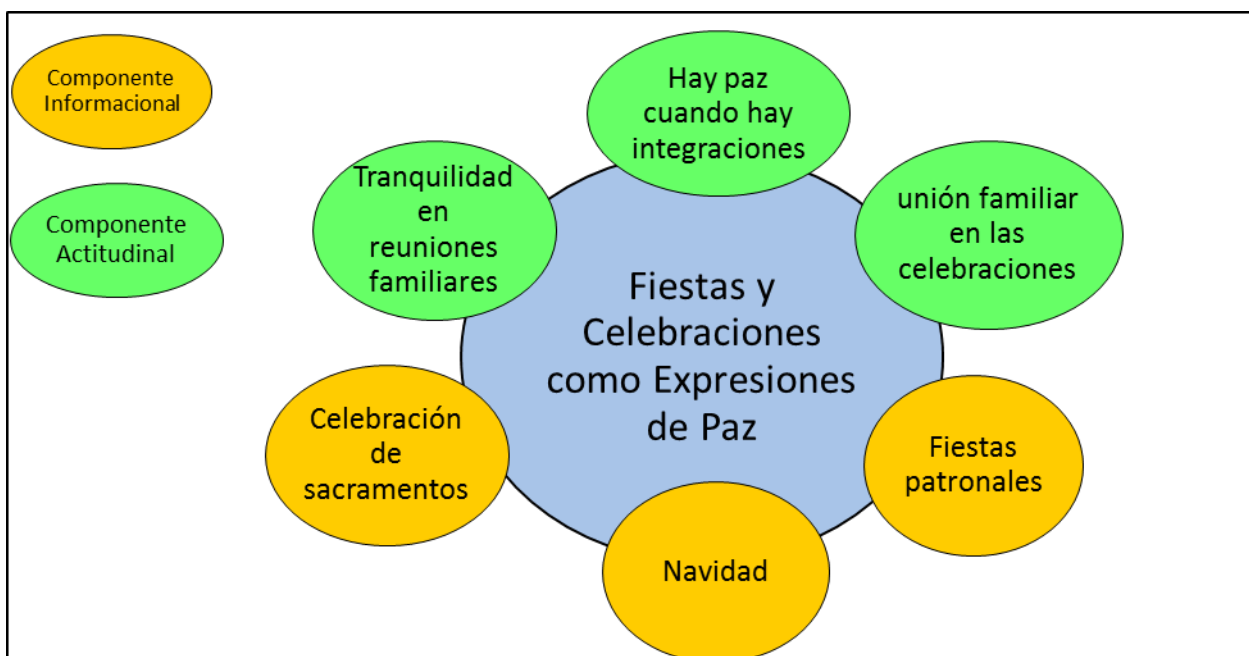 Componente
Informacional
Componente
Actitudinal
Hay paz
cuando hay
integraciones
Tranquilidad
en
reuniones
familiares
unión familiar
en las
celebraciones
Fiestas y
Celebraciones
como Expresiones
de Paz
Celebración
de
sacramentos
Fiestas
patronales
Navidad